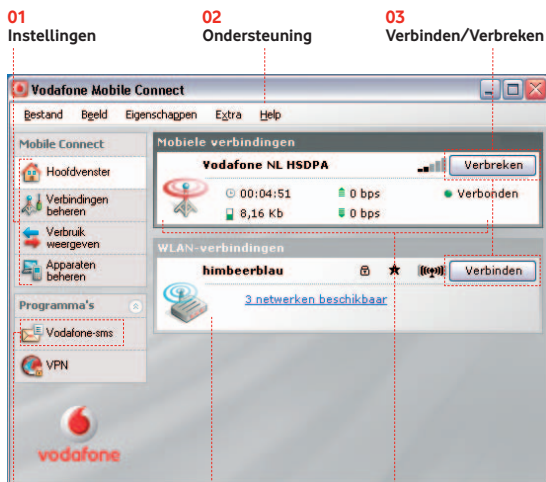 01
Instellingen
02
Ondersteuning
03
Verbinden/Verbreken
Vodafone Mobile Connect
Bestand Beeld Eigenschappen Extra Help
Mobile Connect
Hoofdvenster
Verbindingen
beheren
Verbruik
weergeven
Apparaten
beheren
Programma's
Vodafone-sms
VPN
vodafone
Mobiele verbindingen
Vodafone NL HSDPA
Verbreken
00:04:51 0 bps Verbonden
8,16 Kb 0 bps
WLAN-verbindingen
himbeerblau
Verbinden
3 netwerken beschikbaar